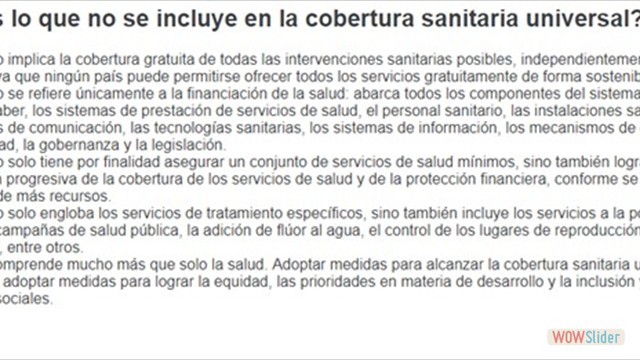 s lo que no se incluye en la cobertura sanitaria universal?
o implica la cobertura gratuita de todas las intervenciones sanitarias posibles, independientemen
va que ningún país puede permitirse ofrecer todos los servicios gratuitamente de forma sostenib
o se refiere únicamente a la financiación de la salud: abarca todos los componentes del sistema
aber, los sistemas de prestación de servicios de salud, el personal sanitario, las instalaciones sa
s de comunicación, las tecnologías sanitarias, los sistemas de información, los mecanismos de
ad, la gobernanza y la legislación.
o solo tiene por finalidad asegurar un conjunto de servicios de salud mínimos, sino también logra
n progresiva de la cobertura de los servicios de salud y de la protección financiera, conforme se
de más recursos.
o solo engloba los servicios de tratamiento específicos, sino también incluye los servicios a la po
campañas de salud pública, la adición de flúor al agua, el control de los lugares de reproducción
, entre otros.
omprende mucho más que solo la salud. Adoptar medidas para alcanzar la cobertura sanitaria u
adoptar medidas para lograr la equidad, las prioridades en materia de desarrollo y la inclusión y
sociales.
WOWSlider